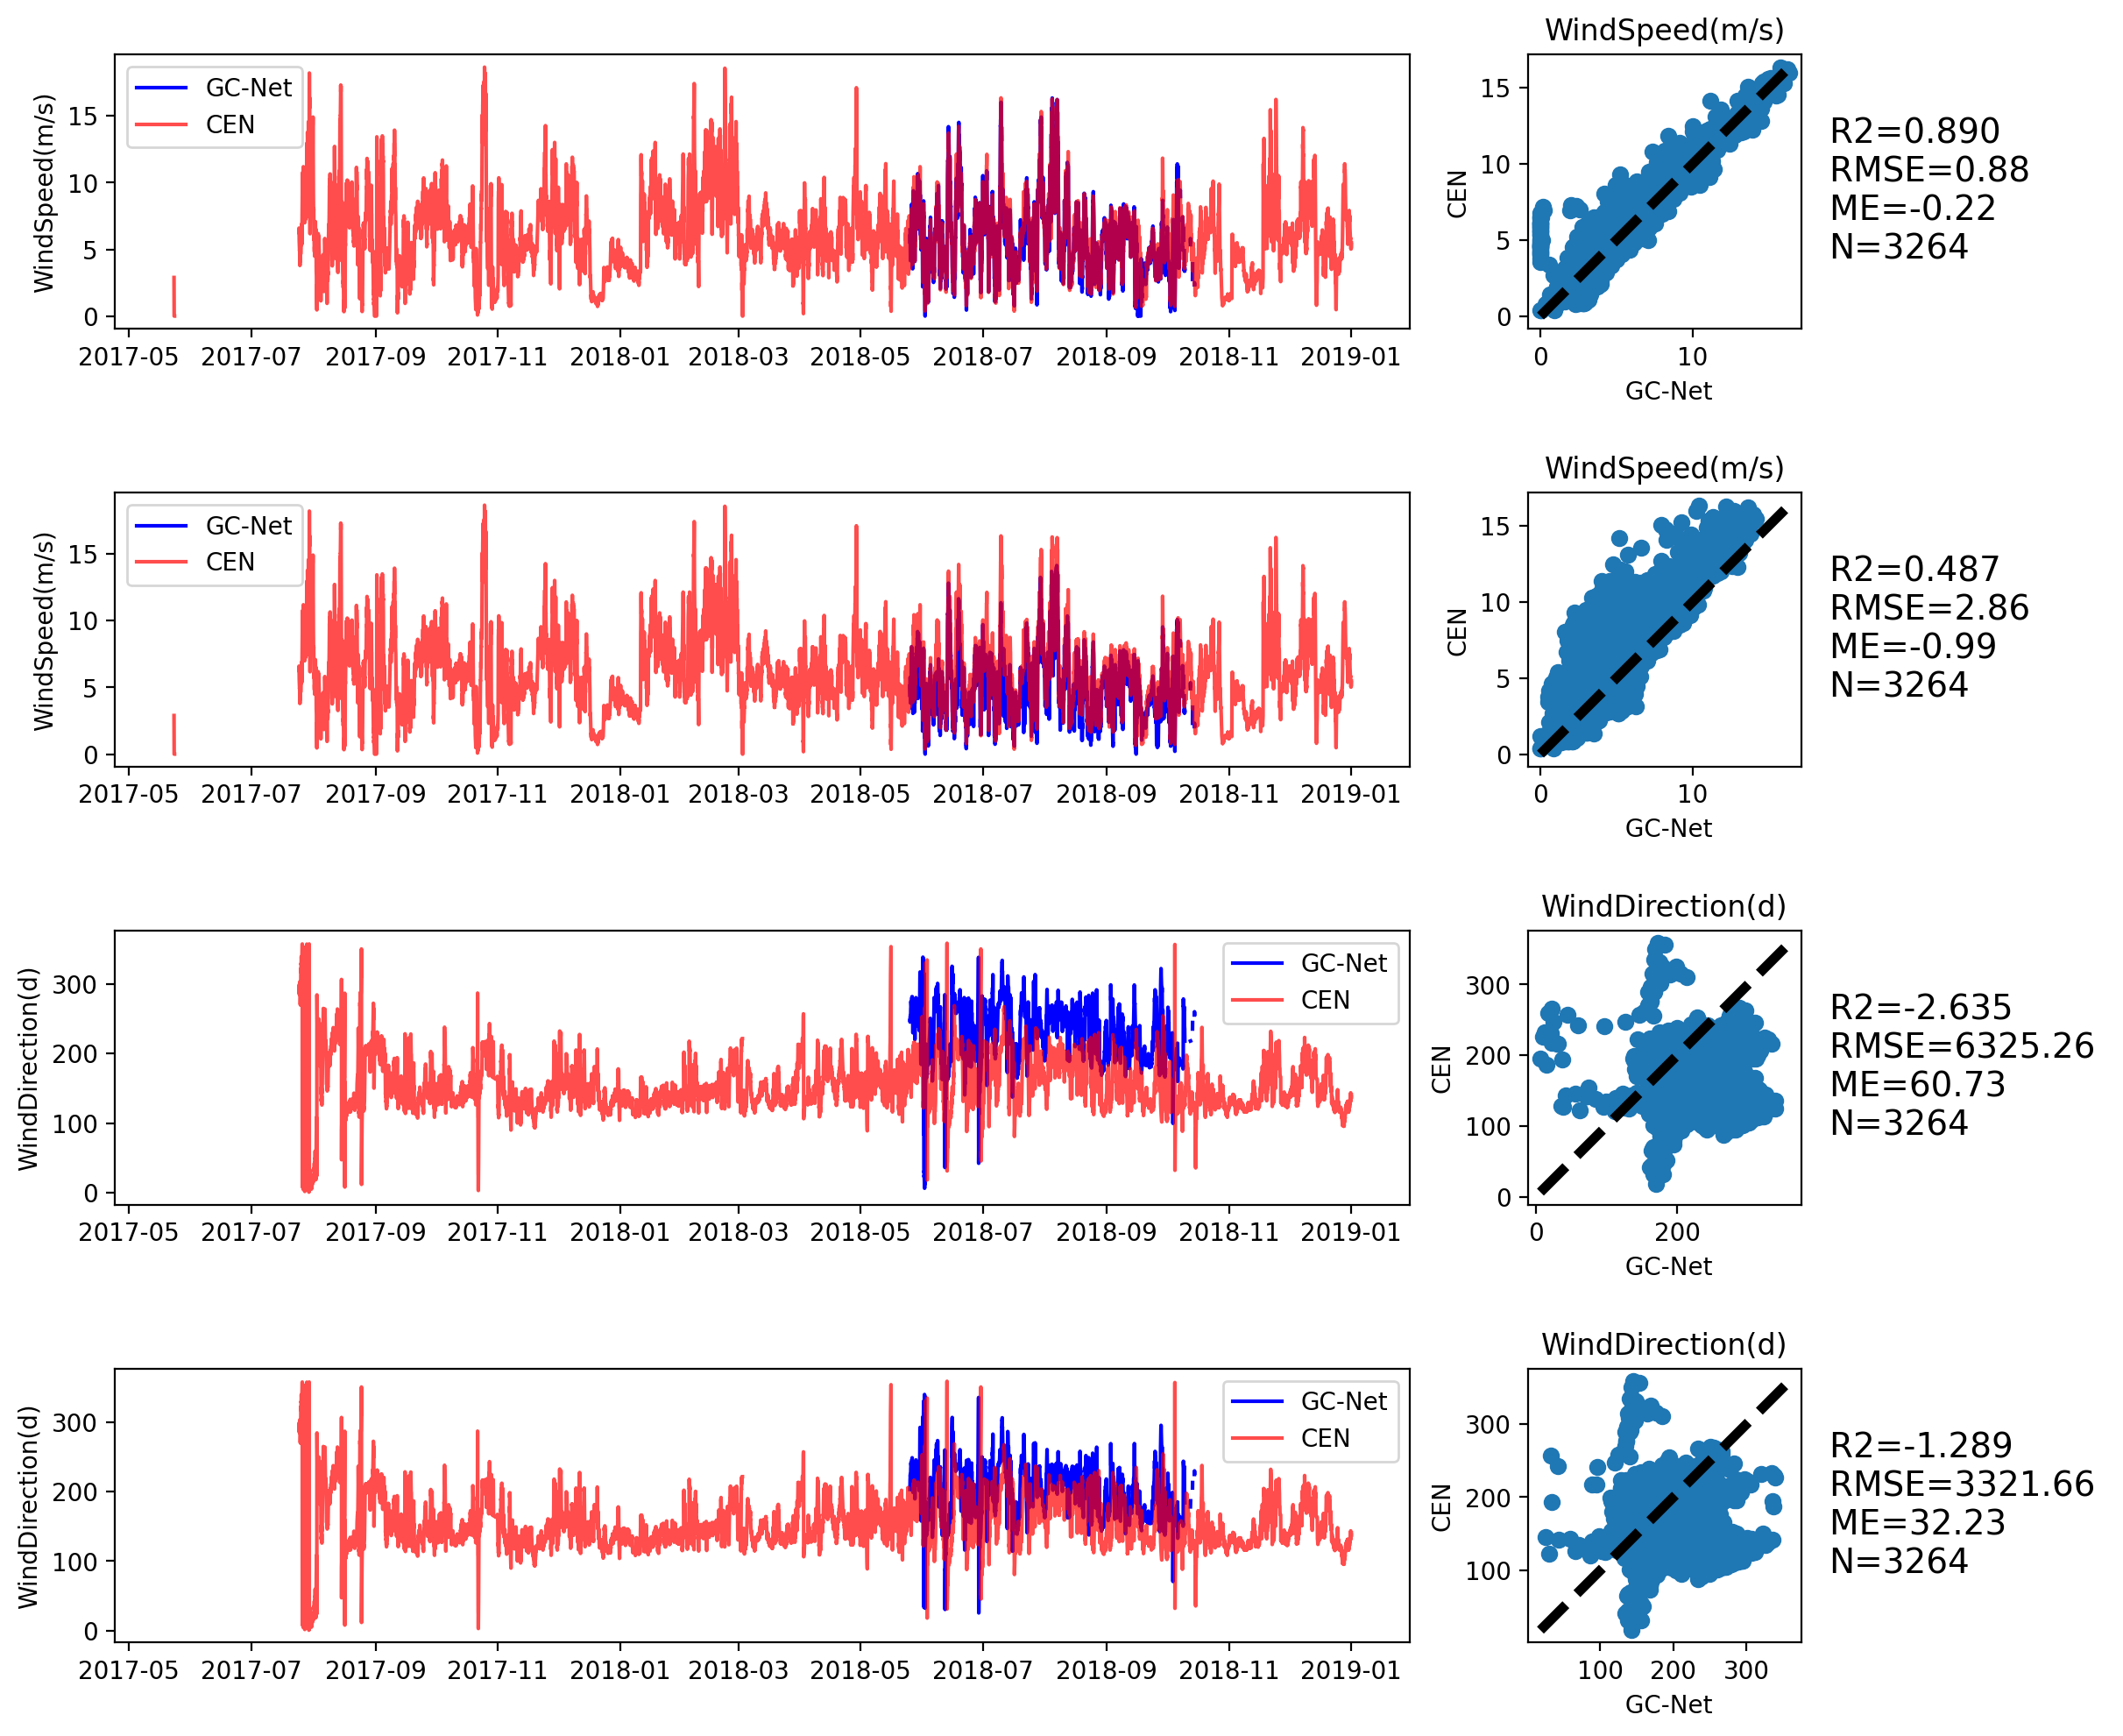 WindSpeed(m/s)
GC-Net
CEN
WindSpeed(m/s)
15
10
5
0
2017-05 2017-07 2017-09 2017-11 2018-01 2018-03 2018-05 2018-07 2018-09 2018-11 2019-01
CEN
15
10
5
0
0 10
GC-Net
R2=0.890
RMSE=0.88
ME=-0.22
N=3264
WindSpeed(m/s)
GC-Net
CEN
WindSpeed(m/s)
15
10
5
0
2017-05 2017-07 2017-09 2017-11 2018-01 2018-03 2018-05 2018-07 2018-09 2018-11 2019-01
CEN
15
10
5
0
0 10
GC-Net
R2=0.487
RMSE=2.86
ME=-0.99
N=3264
WindDirection(d)
GC-Net
CEN
WindDirection(d)
300
200
100
0
2017-05 2017-07 2017-09 2017-11 2018-01 2018-03 2018-05 2018-07 2018-09 2018-11 2019-01
CEN
300
200
100
0
0 200
GC-Net
R2=-2.635
RMSE=6325.26
ME=60.73
N=3264
WindDirection(d)
GC-Net
CEN
WindDirection(d)
300
200
100
0
2017-05 2017-07 2017-09 2017-11 2018-01 2018-03 2018-05 2018-07 2018-09 2018-11 2019-01
CEN
300
200
100
100 200 300
GC-Net
R2=-1.289
RMSE=3321.66
ME=32.23
N=3264